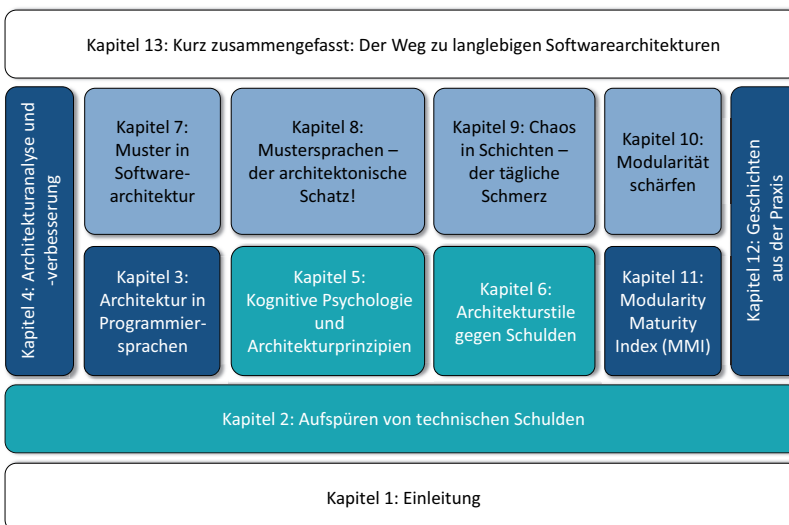 Kapitel 13: Kurz zusammengefasst: Der Weg zu langlebigen Softwarearchitekturen
Kapitel 4: Architekturanalyse und
-verbesserung
Kapitel 7:
Muster in
Software-
architektur
Kapitel 8:
Mustersprachen –
der architektonische
Schatz!
Kapitel 9: Chaos
in Schichten –
der tägliche
Schmerz
Kapitel 10:
Modularität
schärfen
Kapitel 12: Geschichten
aus der Praxis
Kapitel 3:
Architektur in
Programmier-
sprachen
Kapitel 5:
Kognitive Psychologie
und
Architekturprinzipien
Kapitel 6:
Architekturstile
gegen Schulden
Kapitel 11:
Modularity
Maturity
Index (MMI)
Kapitel 2: Aufspüren von technischen Schulden
Kapitel 1: Einleitung